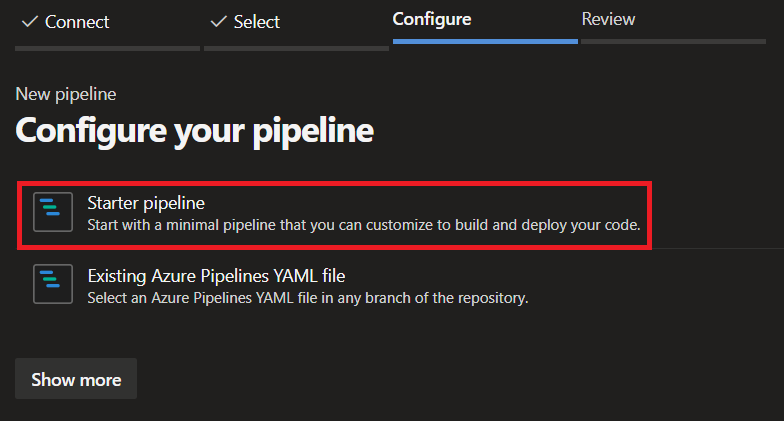 Connect
Select
Configure
Review
New pipeline
Configure your pipeline
Starter pipeline
Start with a minimal pipeline that you can customize to build and deploy your code.
Existing Azure Pipelines YAML file
Select an Azure Pipelines YAML file in any branch of the repository.
Show more